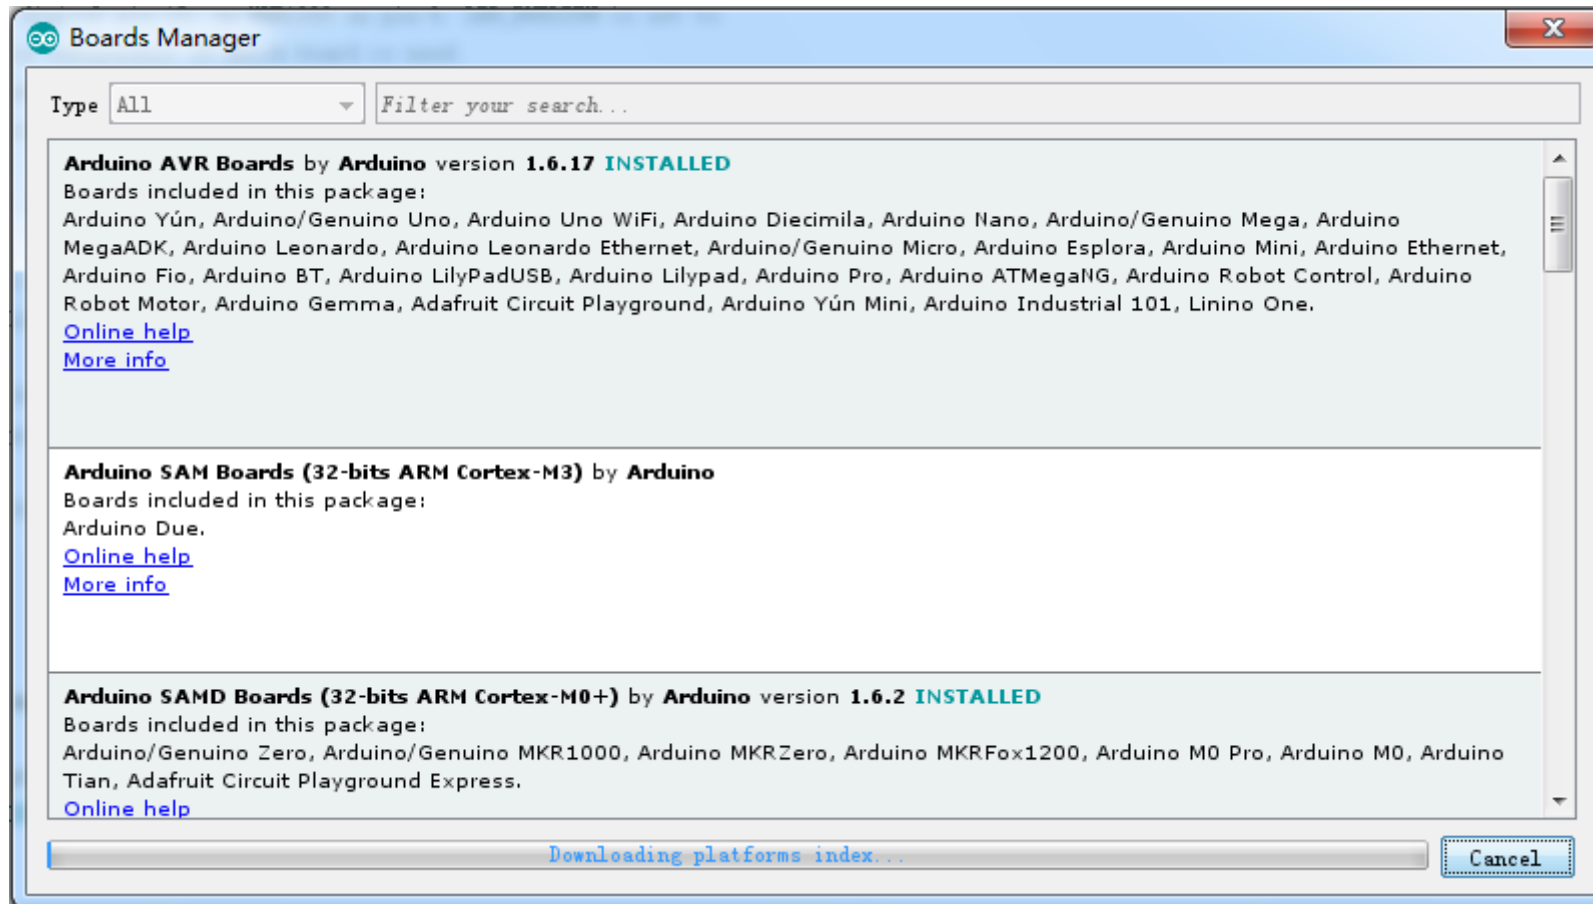 Boards Manager
Type All Filter your search...
Arduino AVR Boards by Arduino version 1.6.17 INSTALLED
Boards included in this package:
Arduino Yún, Arduino/Genuino Uno, Arduino Uno WiFi, Arduino Diecimila, Arduino Nano, Arduino/Genuino Mega, Arduino
MegaADK, Arduino Leonardo, Arduino Leonardo Ethernet, Arduino/Genuino Micro, Arduino Esplora, Arduino Mini, Arduino Ethernet,
Arduino Fio, Arduino BT, Arduino LilyPadUSB, Arduino Lilypad, Arduino Pro, Arduino ATMegaNG, Arduino Robot Control, Arduino
Robot Motor, Arduino Gemma, Adafruit Circuit Playground, Arduino Yún Mini, Arduino Industrial 101, Linino One.
Online help
More info
Arduino SAM Boards (32-bits ARM Cortex-M3) by Arduino
Boards included in this package:
Arduino Due.
Online help
More info
Arduino SAMD Boards (32-bits ARM Cortex-M0+) by Arduino version 1.6.2 INSTALLED
Boards included in this package:
Arduino/Genuino Zero, Arduino/Genuino MKR1000, Arduino MKRZero, Arduino MKRFox1200, Arduino M0 Pro, Arduino M0, Arduino
Tian, Adafruit Circuit Playground Express.
Online help
Downloading platforms index...
Cancel